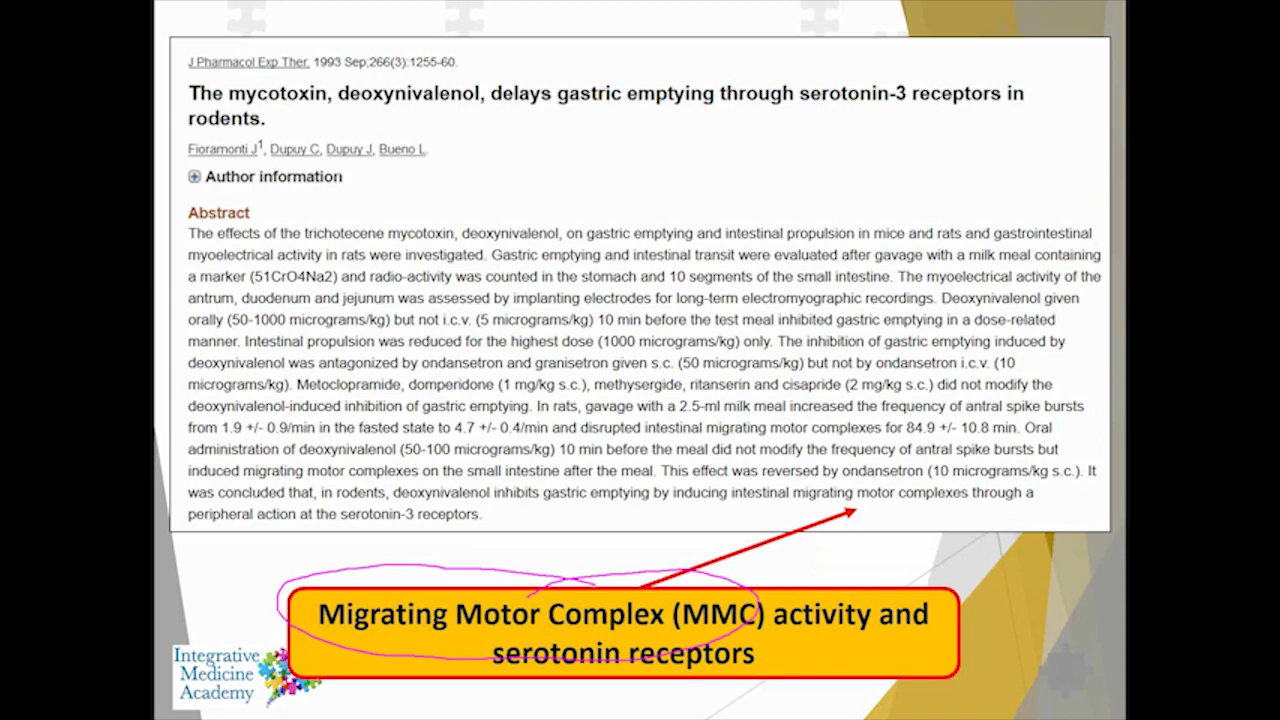 J Pharmacol Exp Ther. 1993 Sep;266(3):1255-60.
The mycotoxin, deoxynivalenol, delays gastric emptying through serotonin-3 receptors in
rodents.
Fioramonti J1, Dupuy C, Dupuy J, Bueno L.
Author information
Abstract
The effects of the trichotecene mycotoxin, deoxynivalenol, on gastric emptying and intestinal propulsion in mice and rats and gastrointestinal
myoelectrical activity in rats were investigated. Gastric emptying and intestinal transit were evaluated after gavage with a milk meal containing
a marker (51CrO4Na2) and radio-activity was counted in the stomach and 10 segments of the small intestine. The myoelectrical activity of the
antrum, duodenum and jejunum was assessed by implanting electrodes for long-term electromyographic recordings. Deoxynivalenol given
orally (50-1000 micrograms/kg) but not i.c.v. (5 micrograms/kg) 10 min before the test meal inhibited gastric emptying in a dose-related
manner. Intestinal propulsion was reduced for the highest dose (1000 micrograms/kg) only. The inhibition of gastric emptying induced by
deoxynivalenol was antagonized by ondansetron and granisetron given s.c. (50 micrograms/kg) but not by ondansetron i.c.v. (10
micrograms/kg). Metoclopramide, domperidone (1 mg/kg s.c.), methysergide, ritanserin and cisapride (2 mg/kg s.c.) did not modify the
deoxynivalenol-induced inhibition of gastric emptying. In rats, gavage with a 2.5-ml milk meal increased the frequency of antral spike bursts
from 1.9 +/- 0.9/min in the fasted state to 4.7 +/- 0.4/min and disrupted intestinal migrating motor complexes for 84.9 +/- 10.8 min. Oral
administration of deoxynivalenol (50-100 micrograms/kg) 10 min before the meal did not modify the frequency of antral spike bursts but
induced migrating motor complexes on the small intestine after the meal. This effect was reversed by ondansetron (10 micrograms/kg s.c.). It
was concluded that, in rodents, deoxynivalenol inhibits gastric emptying by inducing intestinal migrating motor complexes through a
peripheral action at the serotonin-3 receptors.
Migrating Motor Complex (MMC) activity and
serotonin receptors
Integrative
Medicine
Academy